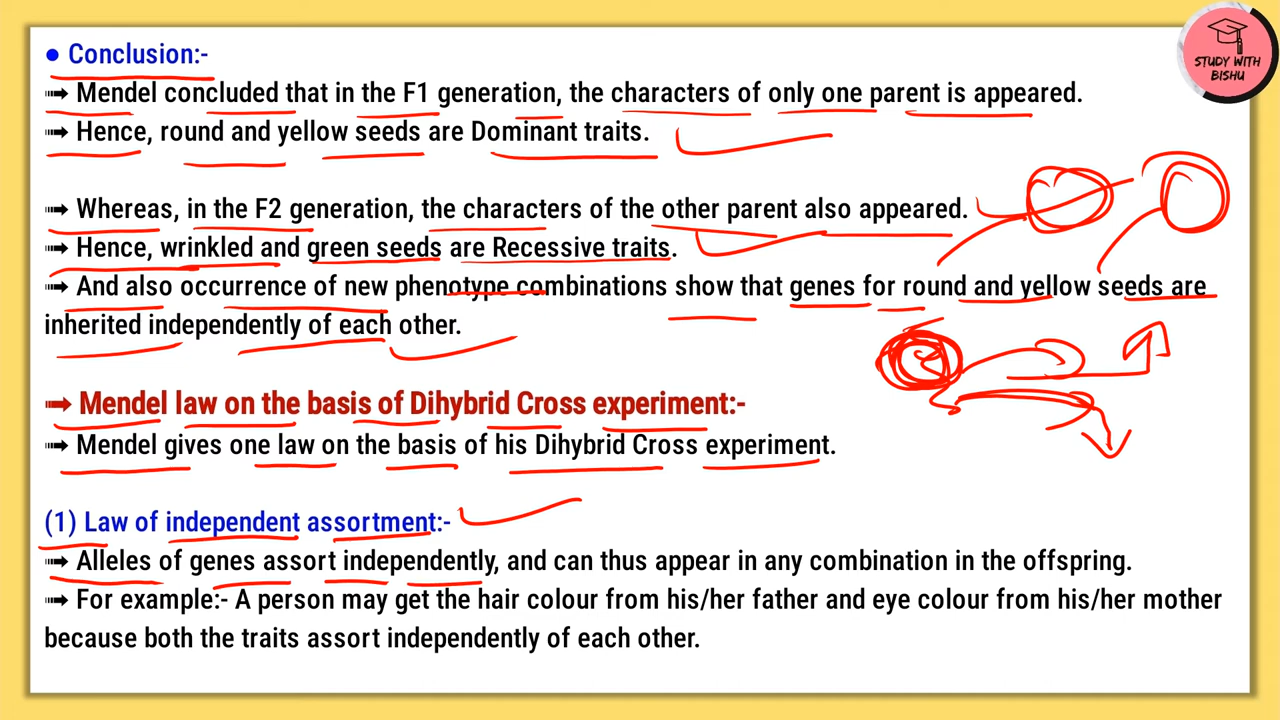 ● Conclusion:-
➟ Mendel concluded that in the F1 generation, the characters of only one parent is appeared.
➟ Hence, round and yellow seeds are Dominant traits.
➟ Whereas, in the F2 generation, the characters of the other parent also appeared.
➟ Hence, wrinkled and green seeds are Recessive traits.
➟ And also occurrence of new phenotype combinations show that genes for round and yellow seeds are
inherited independently of each other.
➟ Mendel law on the basis of Dihybrid Cross experiment:-
➟ Mendel gives one law on the basis of his Dihybrid Cross experiment.
(1) Law of independent assortment:-
➟ Alleles of genes assort independently, and can thus appear in any combination in the offspring.
➟ For example:- A person may get the hair colour from his/her father and eye colour from his/her mother
because both the traits assort independently of each other.
STUDY WITH
BISHU